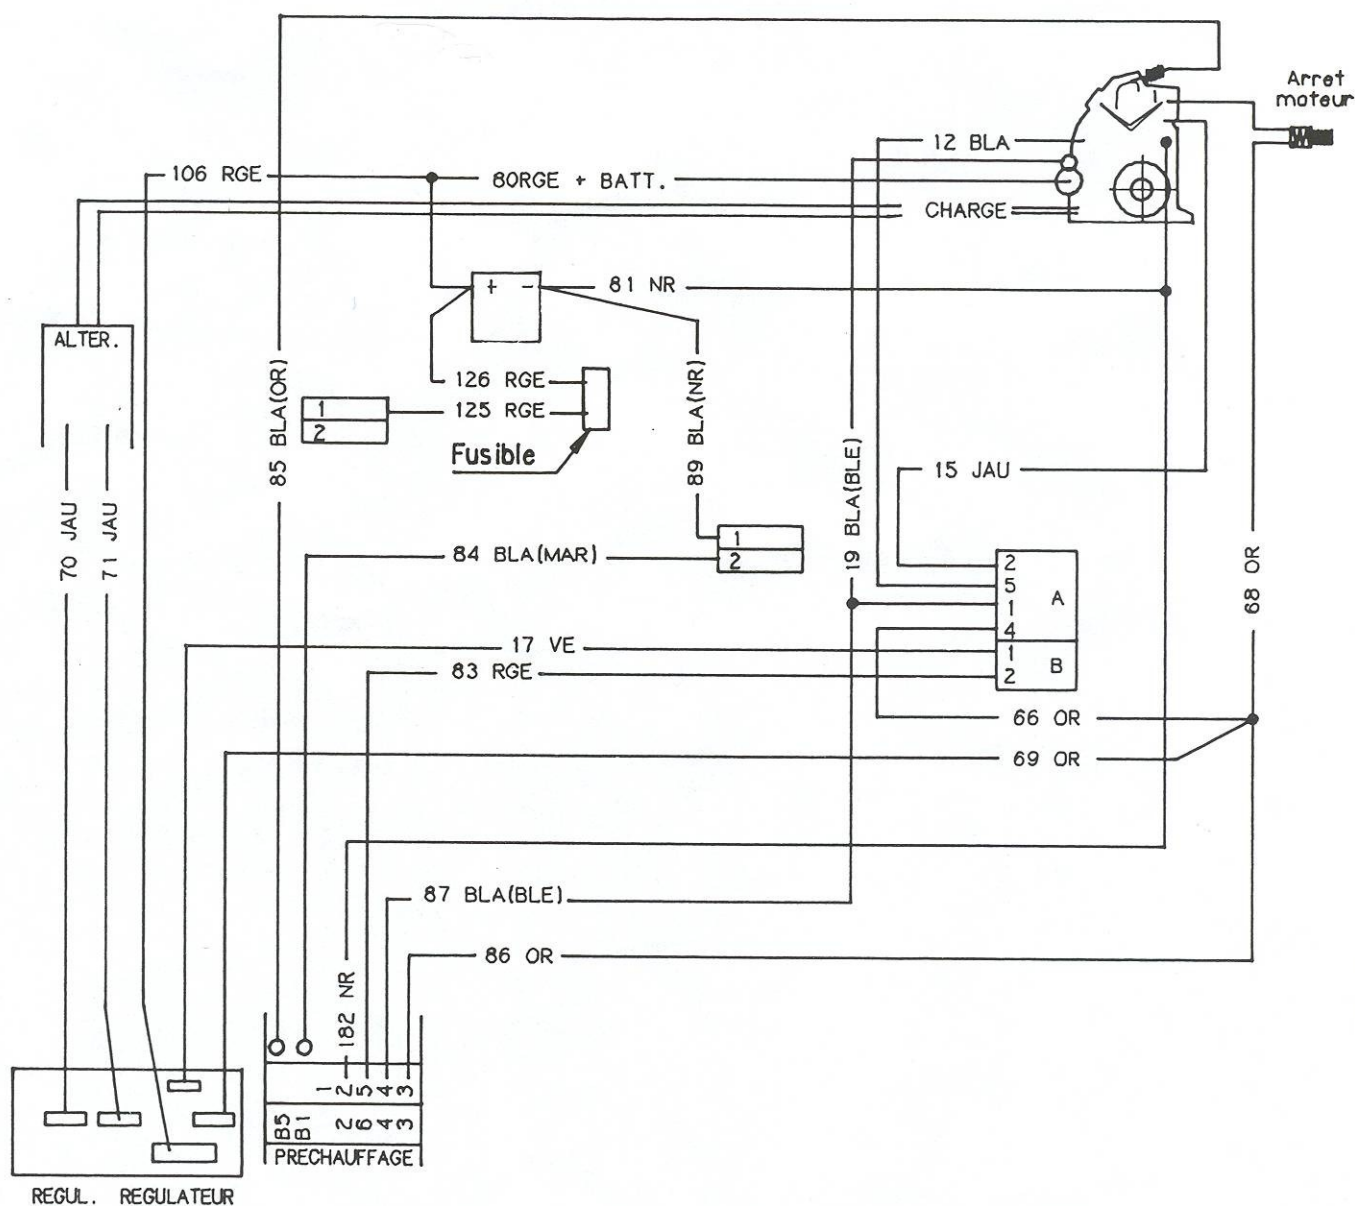 Arret
moteur
12 BLA
106 RGE
80RGE + BATT.
CHARGE
+ -
81 NR
ALTER.
126 RGE
125 RGE
1
2
Fusible
85 BLA(OR)
89 BLA(NR)
19 BLA(BLE)
15 JAU
70 JAU
71 JAU
1
2
84 BLA(MAR)
68 OR
2
5
1
4
A
1
2
B
17 VE
83 RGE
66 OR
69 OR
87 BLA(BLE)
86 OR
182 NR
1 2 5 4 3
B5 B1 2 6 4 3
PRECHAUFFAGE
REGUL. REGULATEUR